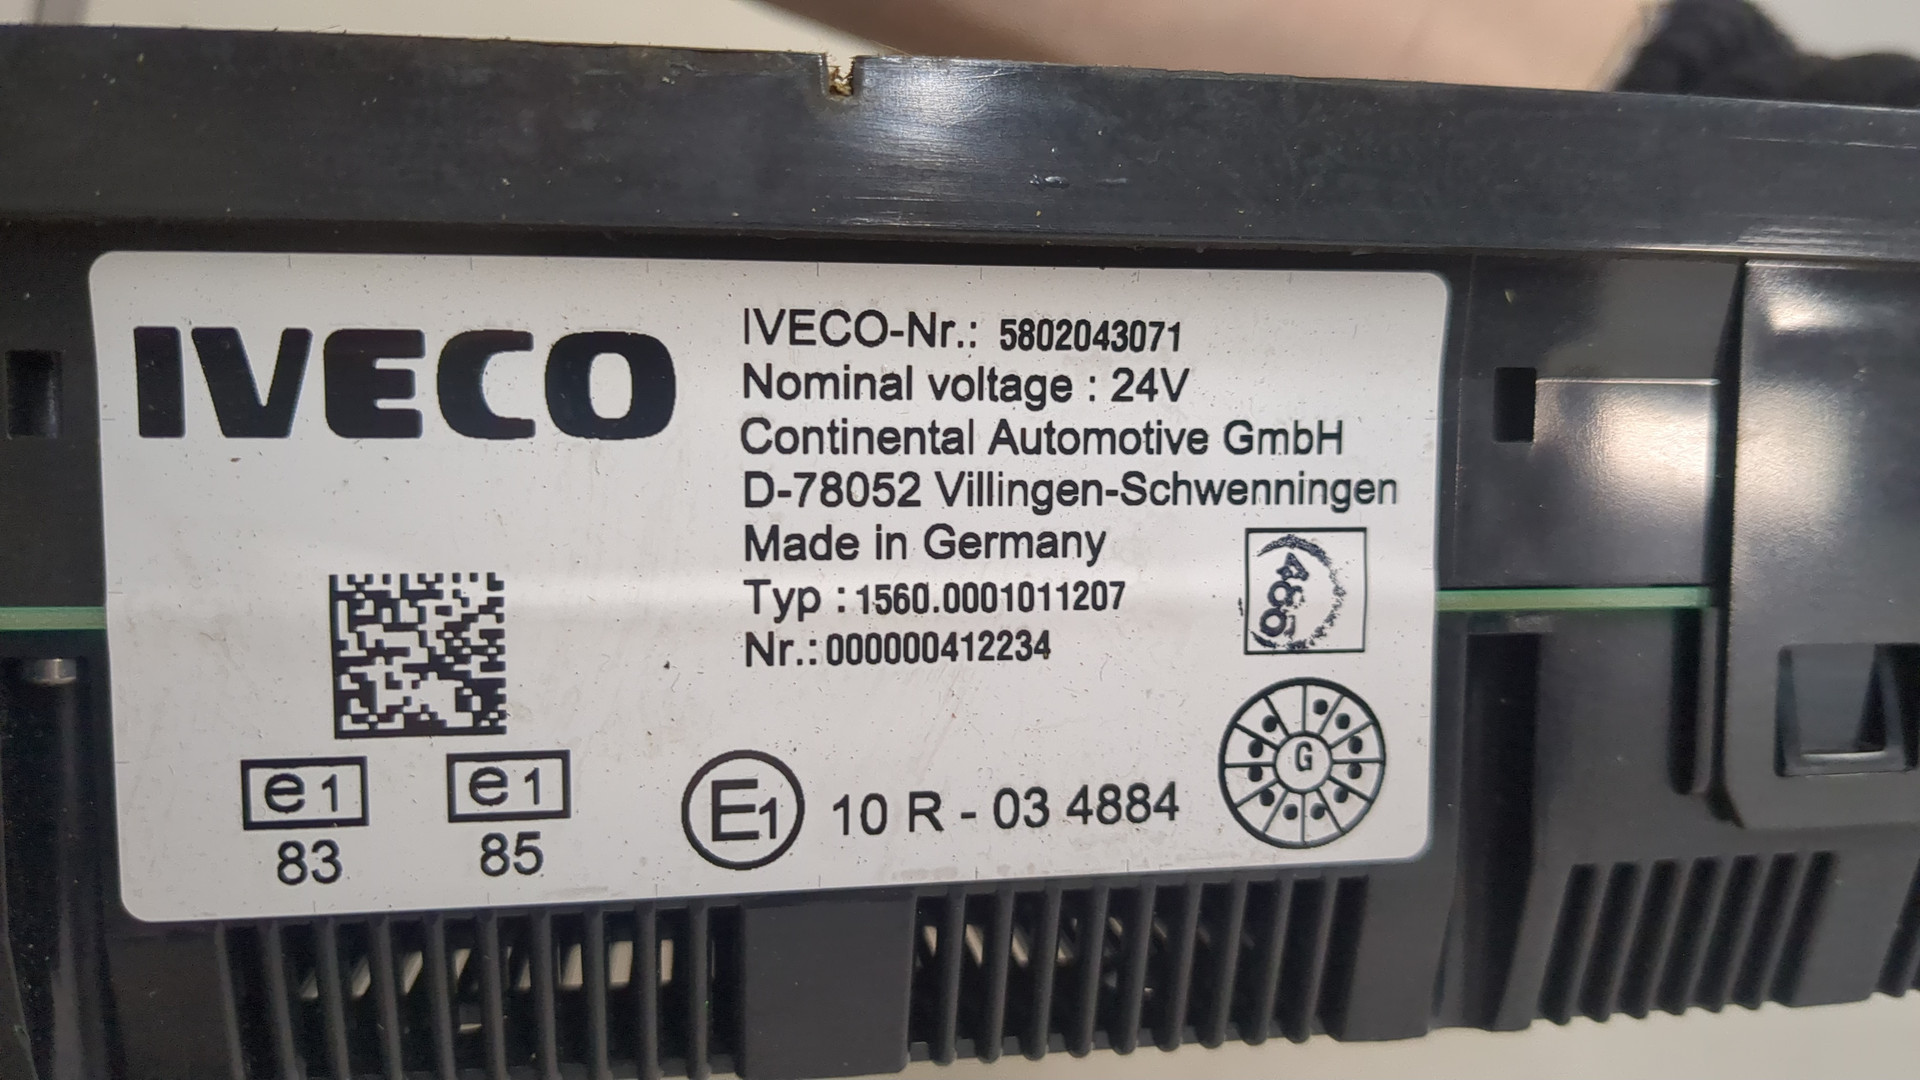 IVECO
IVECO-Nr.: 5802043071
Nominal voltage : 24V
Continental Automotive GmbH
D-78052 Villingen-Schwenningen
Made in Germany
Typ : 1560.0001011207
Nr.: 000000412234
e1
83
e1
85
E1 10 R - 03 4884
G